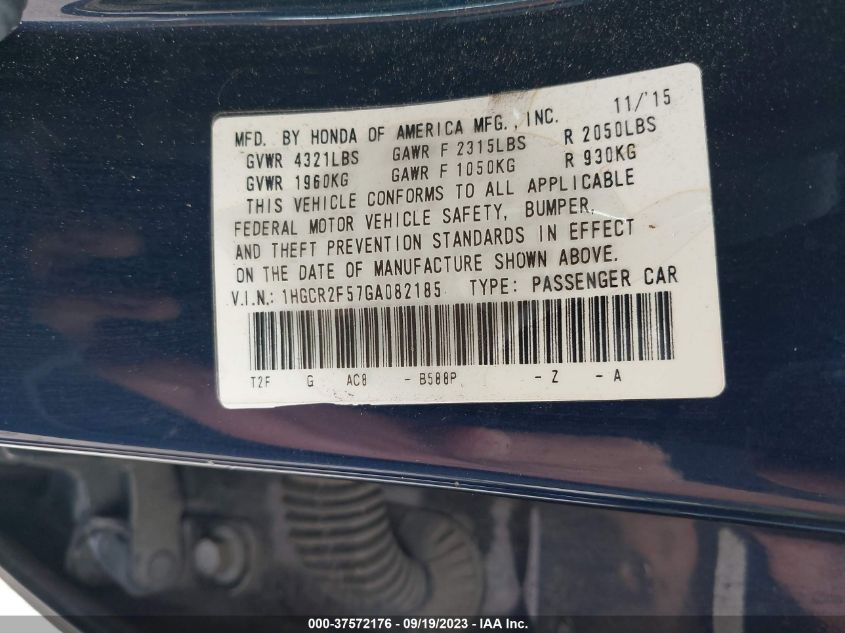 11/'15
MFD. BY HONDA OF AMERICA MFG., INC.
GVWR 4321LBS GAWR F 2315LBS R 2050LBS
GVWR 1960KG GAWR F 1050KG R 930KG
THIS VEHICLE CONFORMS TO ALL APPLICABLE
FEDERAL MOTOR VEHICLE SAFETY, BUMPER,
AND THEFT PREVENTION STANDARDS IN EFFECT
ON THE DATE OF MANUFACTURE SHOWN ABOVE.
V.I.N.: 1HGCR2F57GA082185 TYPE: PASSENGER CAR
T2F G AC8 - B588P - Z - A
000-37572176 - 09/19/2023 - IAA Inc.